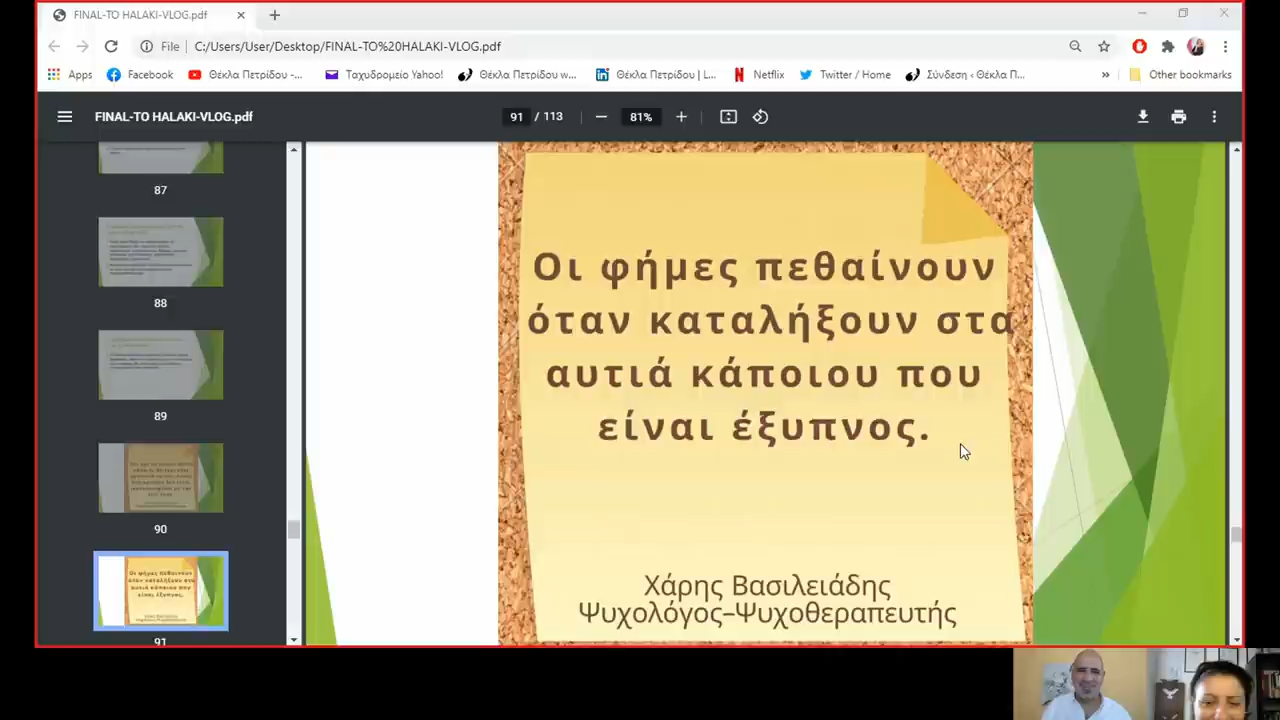 FINAL-TO HALAKI-VLOG.pdf
File C:/Users/User/Desktop/FINAL-TO%20HALAKI-VLOG.pdf
Apps Facebook Θέκλα Πετρίδου -... Ταχυδρομείο Yahoo! Θέκλα Πετρίδου w... Θέκλα Πετρίδου | L... Netflix Twitter / Home Σύνδεση ‹ Θέκλα Π... » Other bookmarks
FINAL-TO HALAKI-VLOG.pdf 91 / 113 81%
87
88
89
90
91
Οι φήμες πεθαίνουν
όταν καταλήξουν στα
αυτιά κάποιου που
είναι έξυπνος.
Χάρης Βασιλειάδης
Ψυχολόγος–Ψυχοθεραπευτής